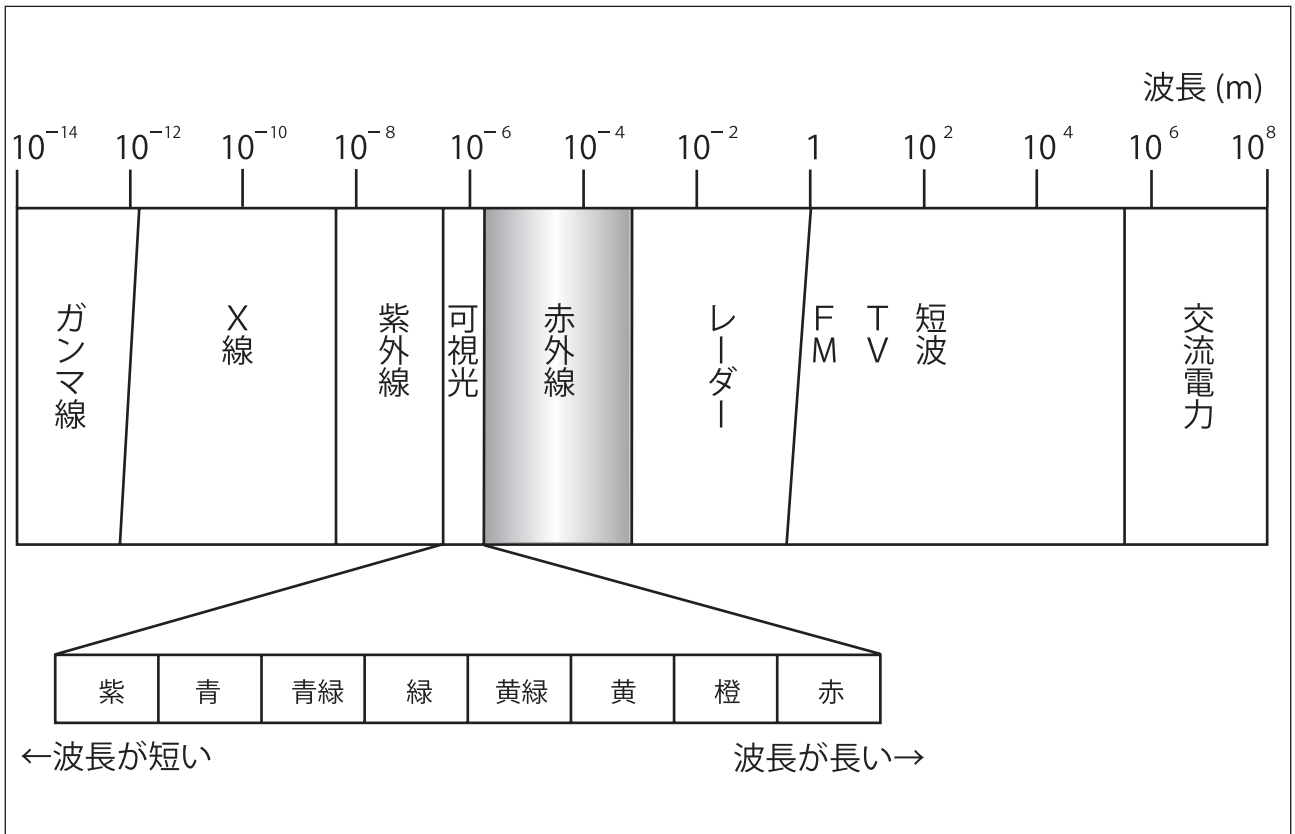 波長 (m)
10⁻¹⁴ 10⁻¹² 10⁻¹⁰ 10⁻⁸ 10⁻⁶ 10⁻⁴ 10⁻² 1 10² 10⁴ 10⁶ 10⁸
ガンマ線
X線
紫外線
可視光
赤外線
レーダー
FM
TV
短波
交流電力
紫 青 青緑 緑 黄緑 黄 橙 赤
←波長が短い 波長が長い→